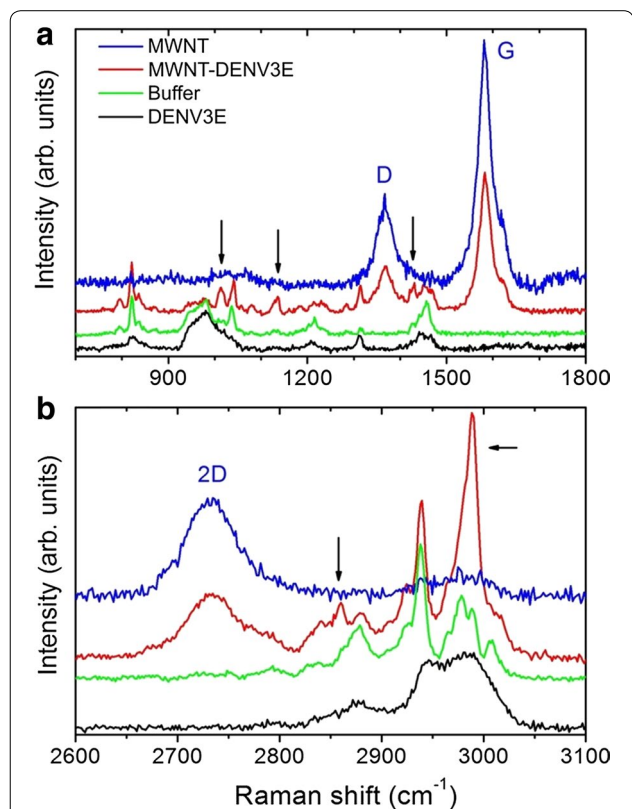 a
MWNT
MWNT-DENV3E
Buffer
DENV3E
D
G
Intensity (arb. units)
900 1200 1500 1800
b
2D
Intensity (arb. units)
2600 2700 2800 2900 3000 3100
Raman shift (cm⁻¹)